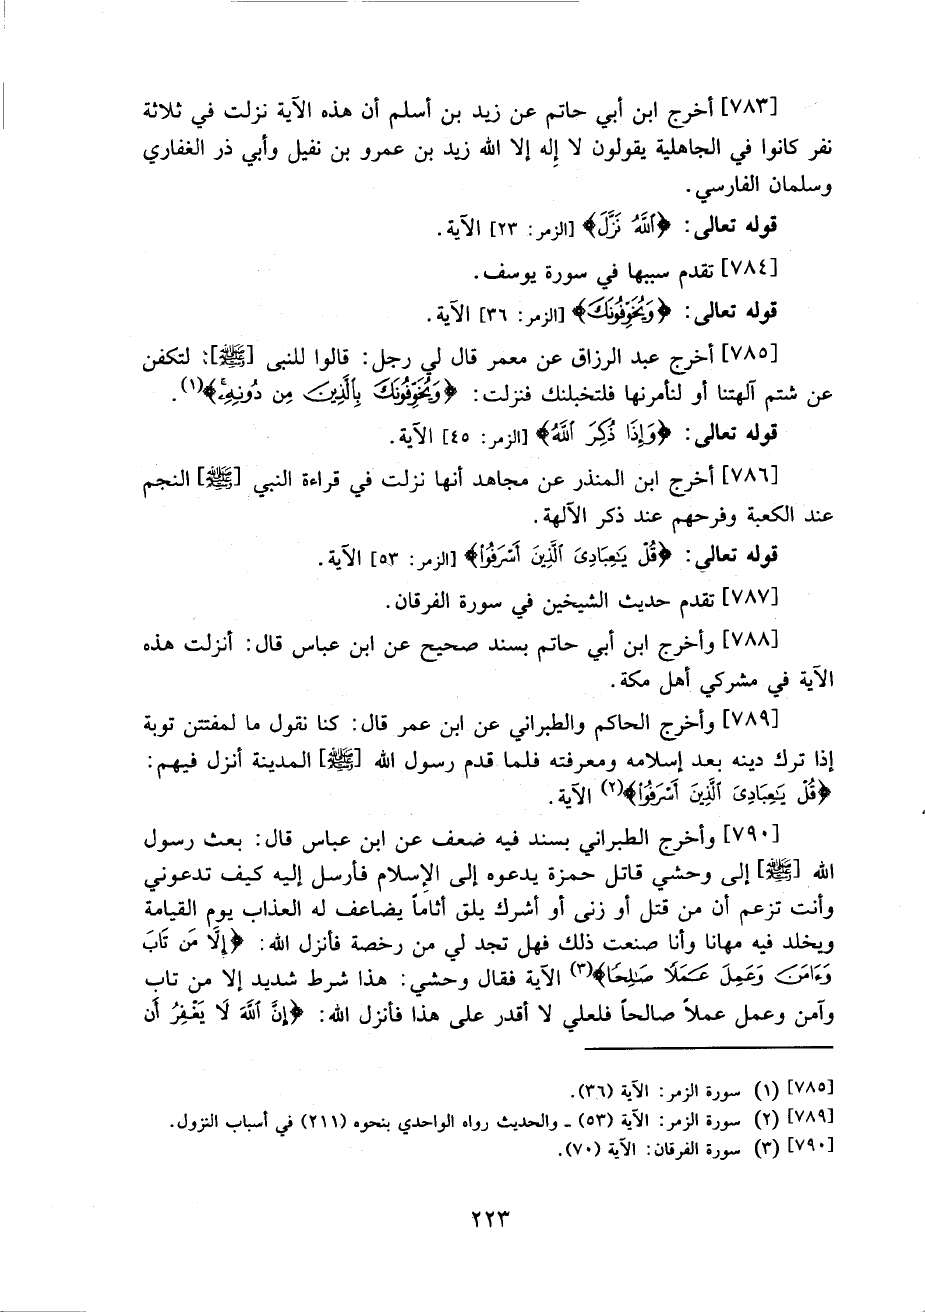 [٧٨٣] أخرج ابن أبي حاتم عن زيد بن أسلم أن هذه الآية نزلت في ثلاثة
نفر كانوا في الجاهلية يقولون لا إله إلا الله زيد بن عمرو بن نفيل وأبي ذر الغفاري
وسلمان الفارسي.
قوله تعالى: ﴿ٱللَّهُ نَزَّلَ﴾ [الزمر: ٢٣] الآية.
[٧٨٤] تقدم سببها في سورة يوسف.
قوله تعالى: ﴿وَيُخَوِّفُونَكَ﴾ [الزمر: ٣٦] الآية.
[٧٨٥] أخرج عبد الرزاق عن معمر قال لي رجل: قالوا للنبي [ﷺ]: لتكفن
عن شتم آلهتنا أو لنأمرنها فلتخبلنك فنزلت: ﴿وَيُخَوِّفُونَكَ بِٱلَّذِينَ مِن دُونِهِۦ﴾(١).
قوله تعالى: ﴿وَإِذَا ذُكِرَ ٱللَّهُ﴾ [الزمر: ٤٥] الآية.
[٧٨٦] أخرج ابن المنذر عن مجاهد أنها نزلت في قراءة النبي [ﷺ] النجم
عند الكعبة وفرحهم عند ذكر الآلهة.
قوله تعالى: ﴿قُلْ يَٰعِبَادِىَ ٱلَّذِينَ أَسْرَفُوا۟﴾ [الزمر: ٥٣] الآية.
[٧٨٧] تقدم حديث الشيخين في سورة الفرقان.
[٧٨٨] وأخرج ابن أبي حاتم بسند صحيح عن ابن عباس قال: أنزلت هذه
الآية في مشركي أهل مكة.
[٧٨٩] وأخرج الحاكم والطبراني عن ابن عمر قال: كنا نقول ما لمفتتن توبة
إذا ترك دينه بعد إسلامه ومعرفته فلما قدم رسول الله [ﷺ] المدينة أنزل فيهم:
﴿قُلْ يَٰعِبَادِىَ ٱلَّذِينَ أَسْرَفُوا۟﴾(٢) الآية.
[٧٩٠] وأخرج الطبراني بسند فيه ضعف عن ابن عباس قال: بعث رسول
الله [ﷺ] إلى وحشي قاتل حمزة يدعوه إلى الإسلام فأرسل إليه كيف تدعوني
وأنت تزعم أن من قتل أو زنى أو أشرك يلق أثاماً يضاعف له العذاب يوم القيامة
ويخلد فيه مهانا وأنا صنعت ذلك فهل تجد لي من رخصة فأنزل الله: ﴿إِلَّا مَن تَابَ
وَءَامَنَ وَعَمِلَ عَمَلًا صَٰلِحًا﴾(٣) الآية فقال وحشي: هذا شرط شديد إلا من تاب
وآمن وعمل عملاً صالحاً فلعلي لا أقدر على هذا فأنزل الله: ﴿إِنَّ ٱللَّهَ لَا يَغْفِرُ أَن
[٧٨٥] (١) سورة الزمر: الآية (٣٦).
[٧٨٩] (٢) سورة الزمر: الآية (٥٣) ـ والحديث رواه الواحدي بنحوه (٢١١) في أسباب النزول.
[٧٩٠] (٣) سورة الفرقان: الآية (٧٠).
٢٢٣